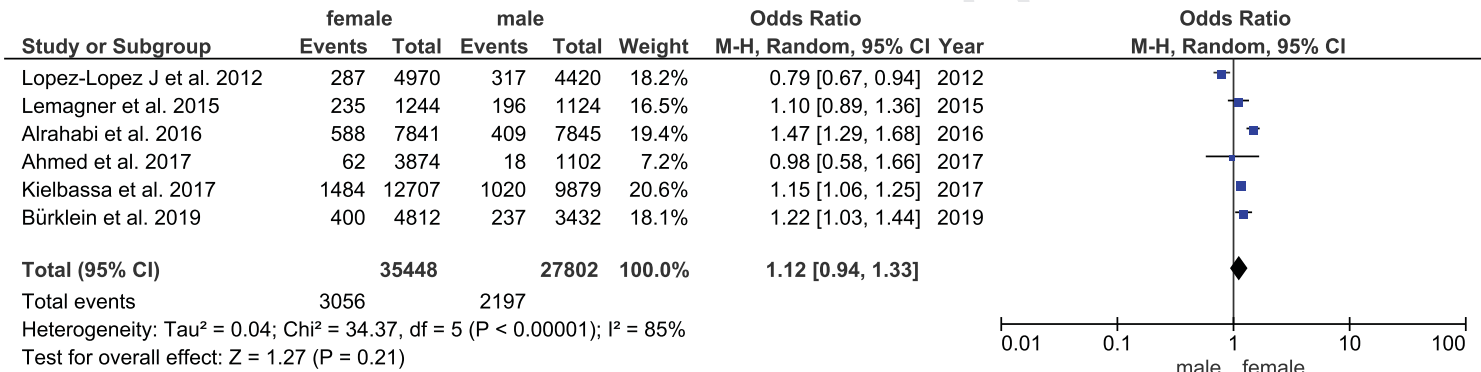 female male Odds Ratio Odds Ratio
Study or Subgroup Events Total Events Total Weight M-H, Random, 95% CI Year M-H, Random, 95% CI
Lopez-Lopez J et al. 2012 287 4970 317 4420 18.2% 0.79 [0.67, 0.94] 2012
Lemagner et al. 2015 235 1244 196 1124 16.5% 1.10 [0.89, 1.36] 2015
Alrahabi et al. 2016 588 7841 409 7845 19.4% 1.47 [1.29, 1.68] 2016
Ahmed et al. 2017 62 3874 18 1102 7.2% 0.98 [0.58, 1.66] 2017
Kielbassa et al. 2017 1484 12707 1020 9879 20.6% 1.15 [1.06, 1.25] 2017
Bürklein et al. 2019 400 4812 237 3432 18.1% 1.22 [1.03, 1.44] 2019
Total (95% CI) 35448 27802 100.0% 1.12 [0.94, 1.33]
Total events 3056 2197
Heterogeneity: Tau² = 0.04; Chi² = 34.37, df = 5 (P < 0.00001); I² = 85%
Test for overall effect: Z = 1.27 (P = 0.21)
0.01 0.1 1 10 100
male female